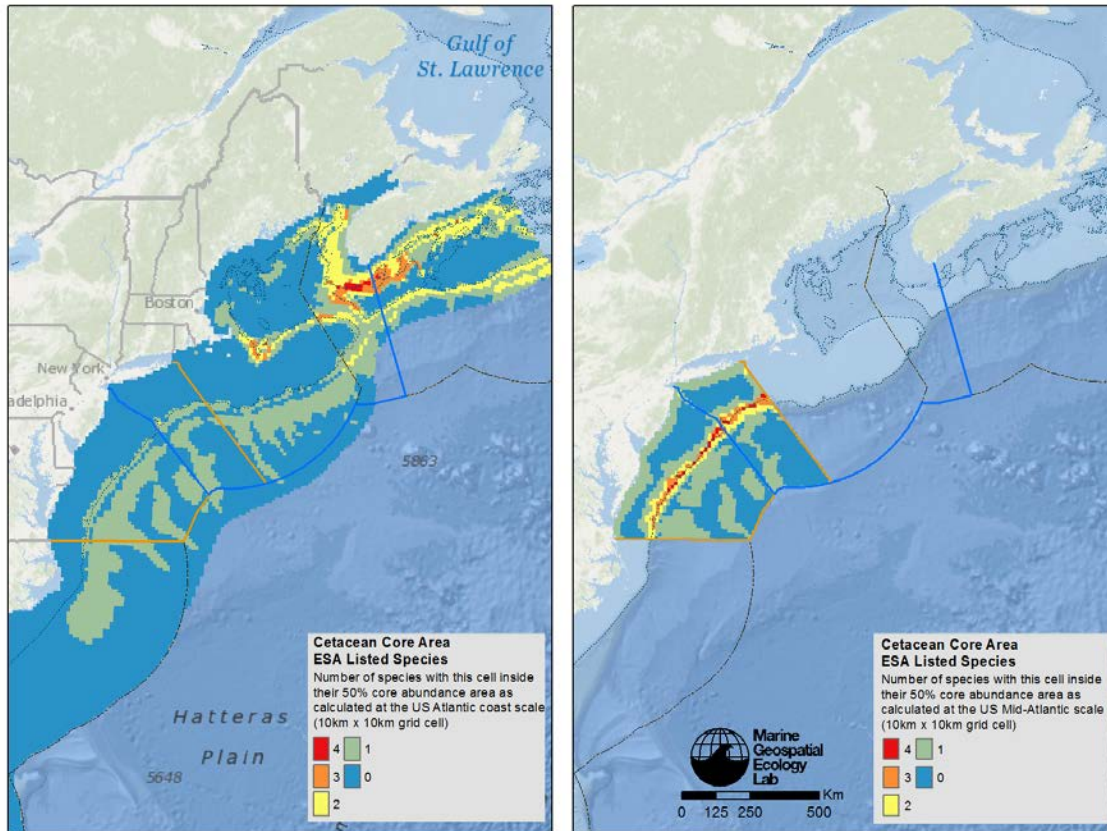 Gulf of
St. Lawrence
Boston
New York
adelphia
5863
Hatteras
Plain
5648
Cetacean Core Area
ESA Listed Species
Number of species with this cell inside
their 50% core abundance area as
calculated at the US Atlantic coast scale
(10km x 10km grid cell)
4 1
3 0
2
Marine
Geospatial
Ecology
Lab
Km
0 125 250 500
Cetacean Core Area
ESA Listed Species
Number of species with this cell inside
their 50% core abundance area as
calculated at the US Mid-Atlantic scale
(10km x 10km grid cell)
4 1
3 0
2